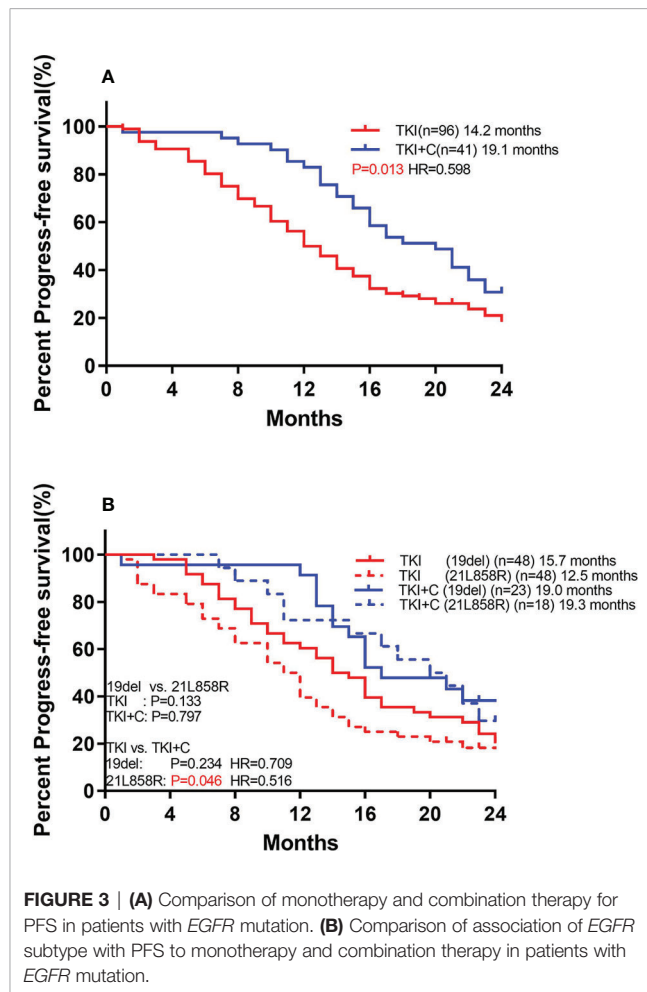 A
Percent Progress-free survival(%)
100
80
60
40
20
0
TKI(n=96) 14.2 months
TKI+C(n=41) 19.1 months
P=0.013 HR=0.598
0 4 8 12 16 20 24
Months
B
Percent Progress-free survival(%)
100
80
60
40
20
0
TKI (19del) (n=48) 15.7 months
TKI (21L858R) (n=48) 12.5 months
TKI+C (19del) (n=23) 19.0 months
TKI+C (21L858R) (n=18) 19.3 months
19del vs. 21L858R
TKI : P=0.133
TKI+C: P=0.797
TKI vs. TKI+C
19del: P=0.234 HR=0.709
21L858R: P=0.046 HR=0.516
0 4 8 12 16 20 24
Months
FIGURE 3 | (A) Comparison of monotherapy and combination therapy for
PFS in patients with EGFR mutation. (B) Comparison of association of EGFR
subtype with PFS to monotherapy and combination therapy in patients with
EGFR mutation.